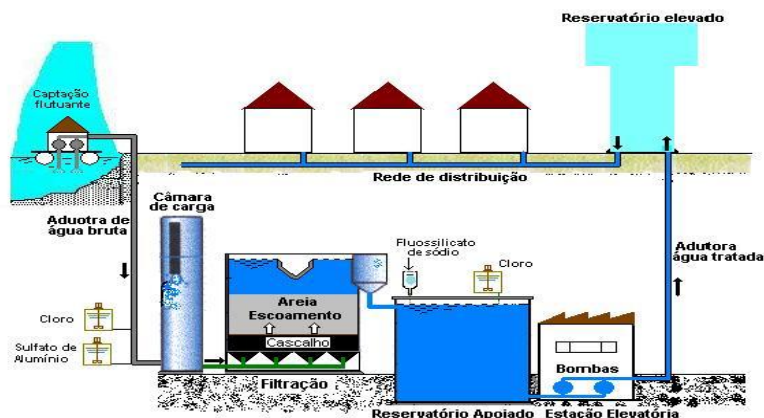 Reservatório elevado
Captação
flutuante
Rede de distribuição
Aduotra de
água bruta
Câmara
de carga
Fluossilicato
de sódio
Cloro
Adutora
água tratada
Areia
Escoamento
Cloro
Sulfato de
Alumínio
Cascalho
Bombas
Filtração
Reservatório Apoiado
Estação Elevatória